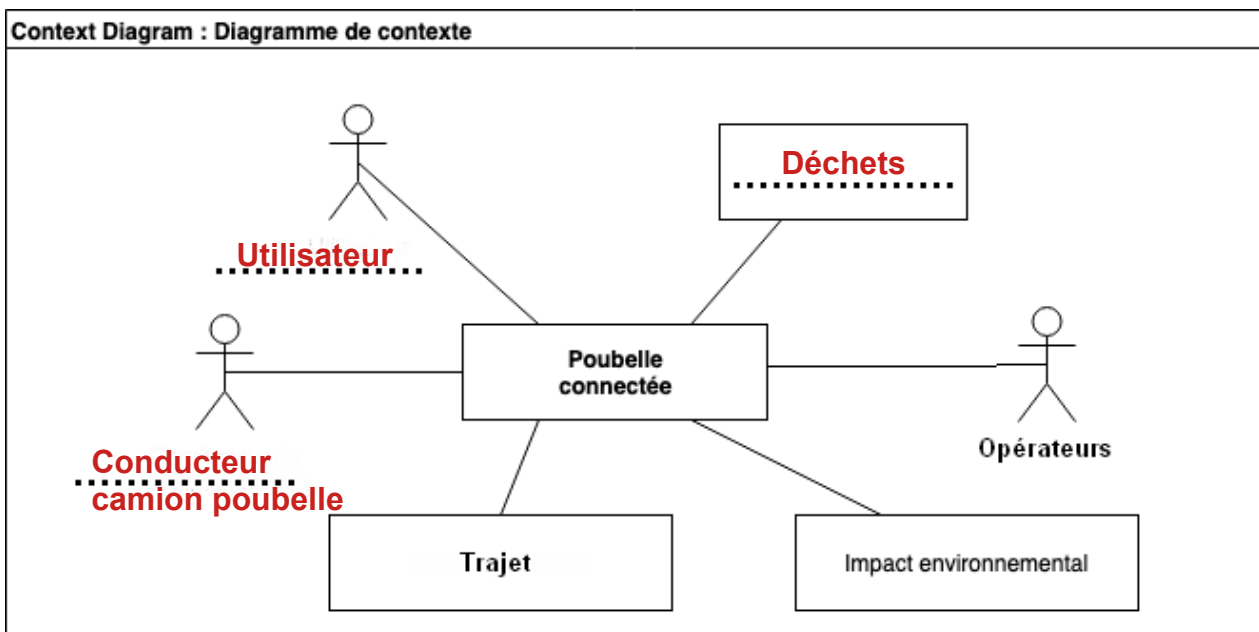 Context Diagram : Diagramme de contexte
Déchets
Utilisateur
Poubelle
connectée
Opérateurs
Conducteur
camion poubelle
Trajet
Impact environnemental